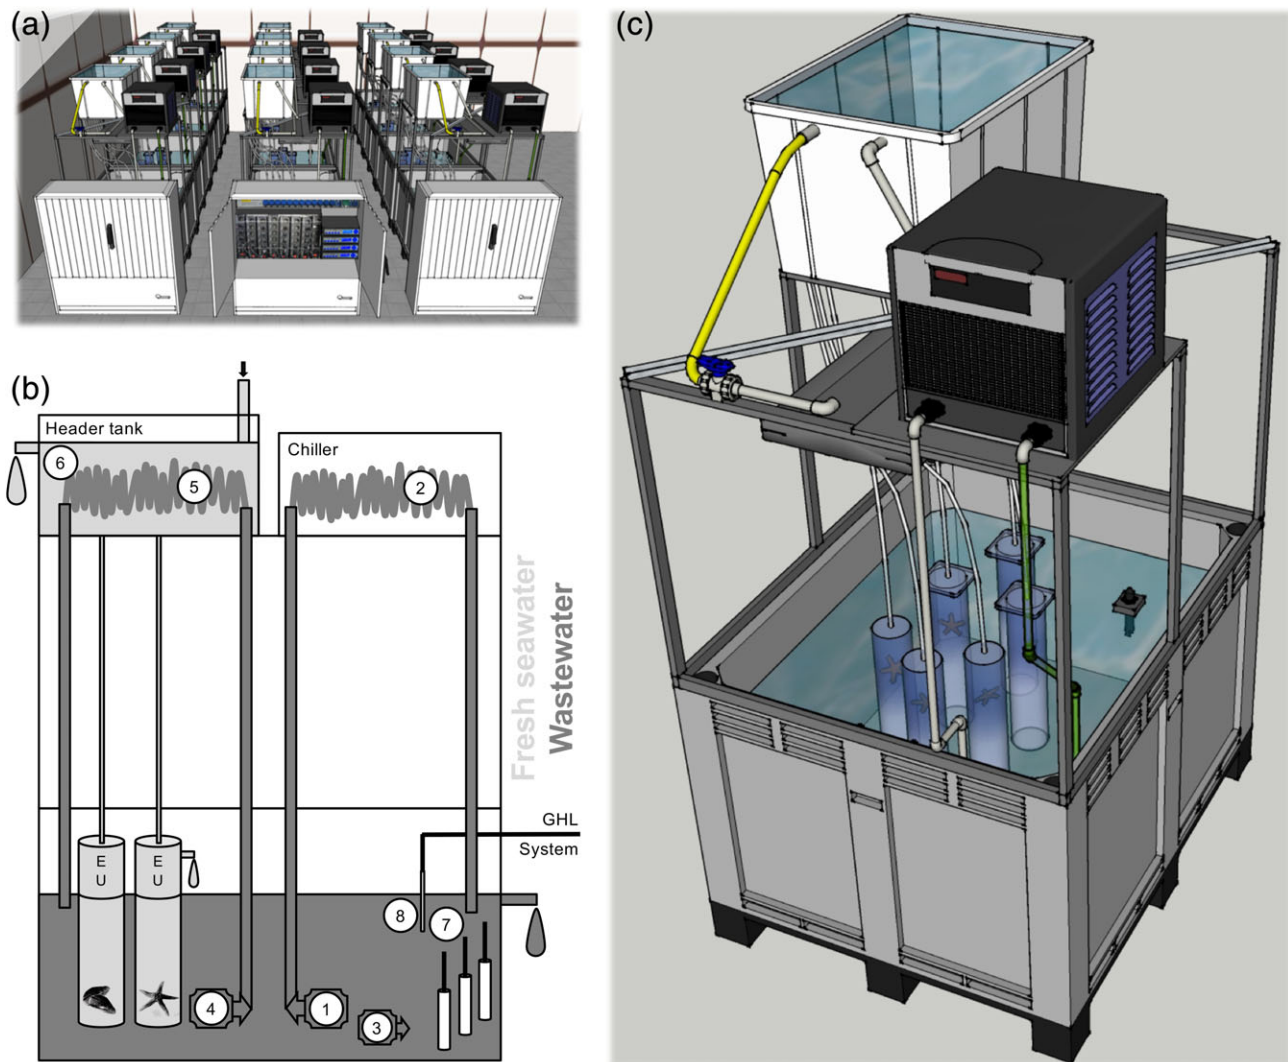 (a)
(b)
Header tank
6
5
Chiller
2
Fresh seawater
Wastewater
GHL
System
E
U
E
U
8
7
4
1
3
(c)